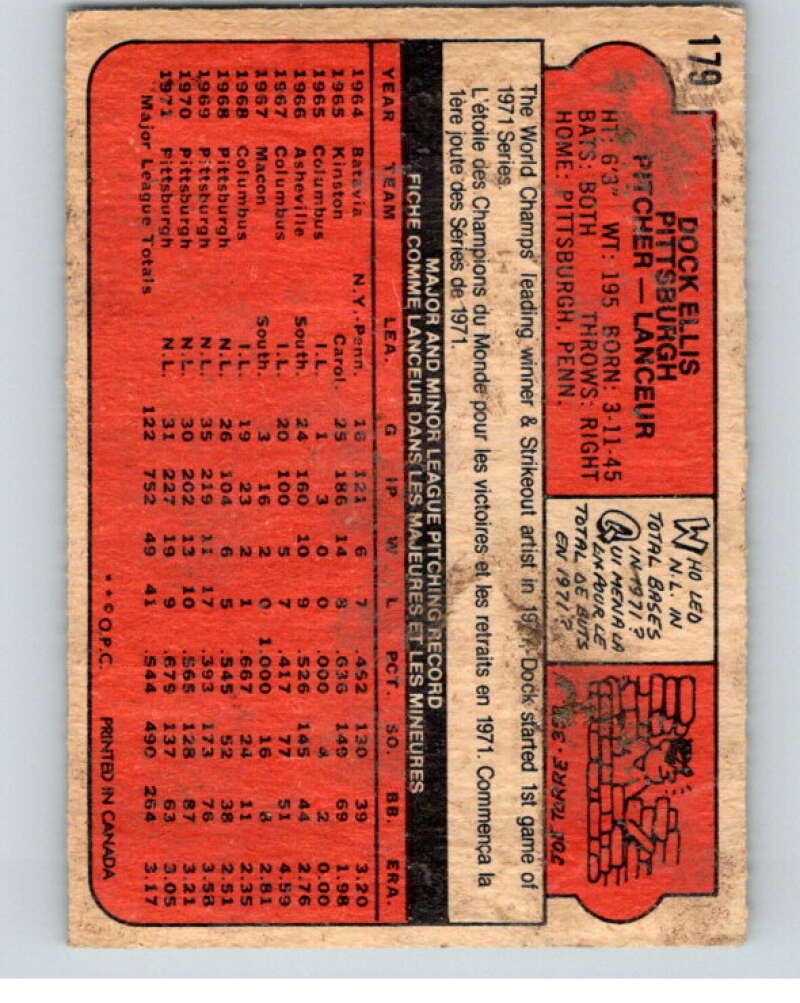 179
DOCK ELLIS
PITTSBURGH
PITCHER — LANCEUR
HT: 6'3" WT: 195 BORN: 3-11-45
BATS: BOTH THROWS: RIGHT
HOME: PITTSBURGH, PENN.
WHO LED
N.L. IN
TOTAL BASES
IN 1971?
QUI MENA LA
LN POUR LE
TOTAL DE BUTS
EN 1971?
JOE TORRE · 352
The World Champs' leading winner & Strikeout artist in 1971, Dock started 1st game of
1971 Series.
L'étoile des Champions du Monde pour les victoires et les retraits en 1971. Commença la
1ère joute des Séries de 1971.
MAJOR AND MINOR LEAGUE PITCHING RECORD
FICHE COMME LANCEUR DANS LES MAJEURES ET LES MINEURES
YEAR TEAM LEA. G IP W L PCT. SO. BB. ERA.
1964 Batavia N.Y.-Penn. 16 121 6 7 .462 130 39 3.20
1965 Kinston Carol. 25 186 14 8 .636 149 69 1.98
1965 Columbus I.L. 1 3 0 0 .000 4 2 0.00
1966 Asheville South. 24 160 10 9 .526 145 44 2.76
1967 Columbus I.L. 20 100 5 7 .417 77 51 4.59
1967 Macon South. 3 16 2 0 1.000 16 8 2.81
1968 Columbus I.L. 19 23 2 1 .667 24 11 2.35
1968 Pittsburgh N.L. 26 104 6 5 .545 52 38 2.51
1969 Pittsburgh N.L. 35 219 11 17 .393 173 76 3.58
1970 Pittsburgh N.L. 30 202 13 10 .565 128 87 3.21
1971 Pittsburgh N.L. 31 227 19 9 .679 137 63 3.05
Major League Totals 122 752 49 41 .544 490 264 3.17
**©O.P.C. PRINTED IN CANADA